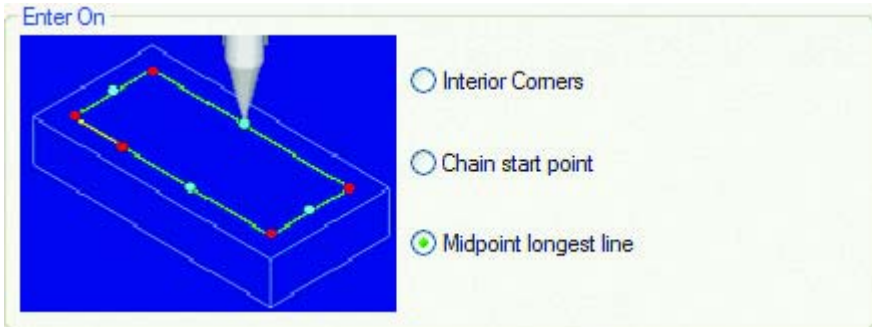 Enter On
Interior Corners
Chain start point
Midpoint longest line